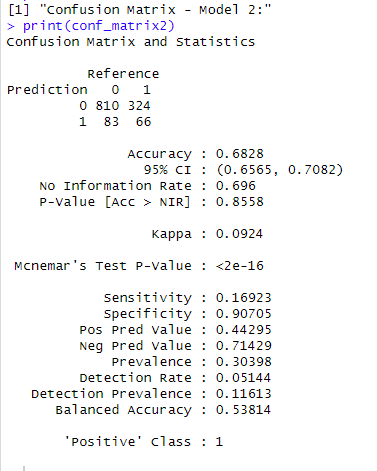 [1] "Confusion Matrix - Model 2:"
> print(conf_matrix2)
Confusion Matrix and Statistics
Reference
Prediction 0 1
0 810 324
1 83 66
Accuracy : 0.6828
95% CI : (0.6565, 0.7082)
No Information Rate : 0.696
P-Value [Acc > NIR] : 0.8558
Kappa : 0.0924
Mcnemar's Test P-Value : <2e-16
Sensitivity : 0.16923
Specificity : 0.90705
Pos Pred Value : 0.44295
Neg Pred Value : 0.71429
Prevalence : 0.30398
Detection Rate : 0.05144
Detection Prevalence : 0.11613
Balanced Accuracy : 0.53814
'Positive' Class : 1